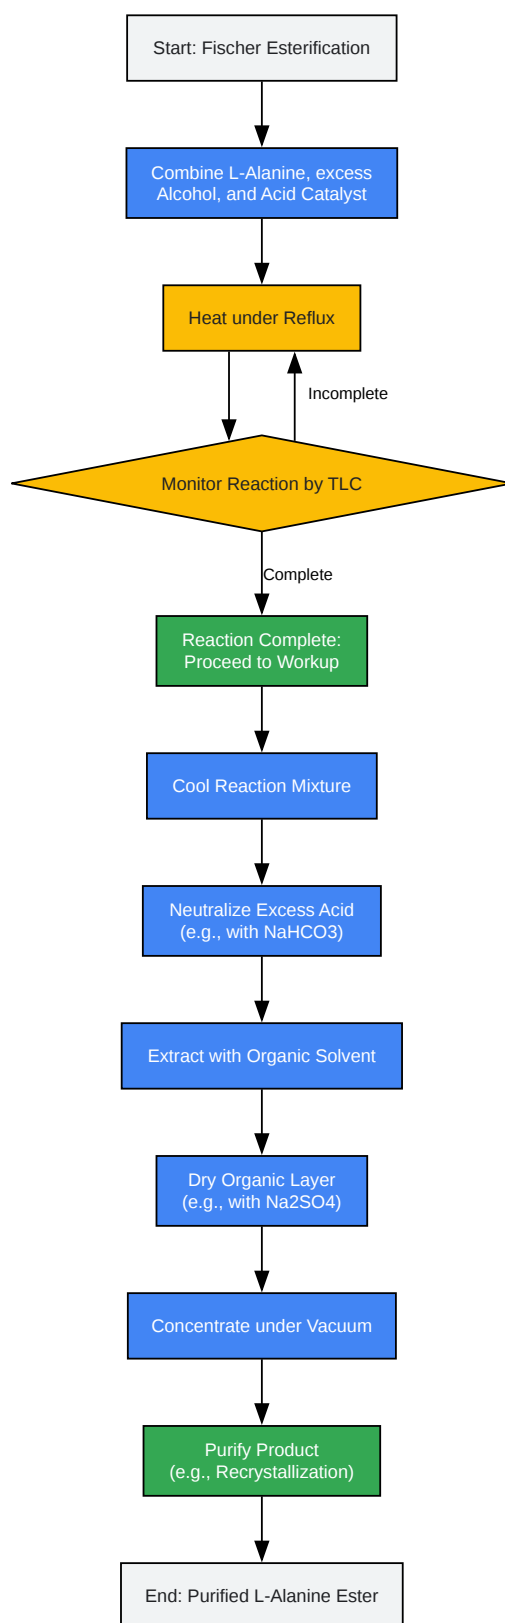 Start: Fischer Esterification
Combine L-Alanine, excess
Alcohol, and Acid Catalyst
Heat under Reflux
Incomplete
Monitor Reaction by TLC
Complete
Reaction Complete:
Proceed to Workup
Cool Reaction Mixture
Neutralize Excess Acid
(e.g., with NaHCO3)
Extract with Organic Solvent
Dry Organic Layer
(e.g., with Na2SO4)
Concentrate under Vacuum
Purify Product
(e.g., Recrystallization)
End: Purified L-Alanine Ester